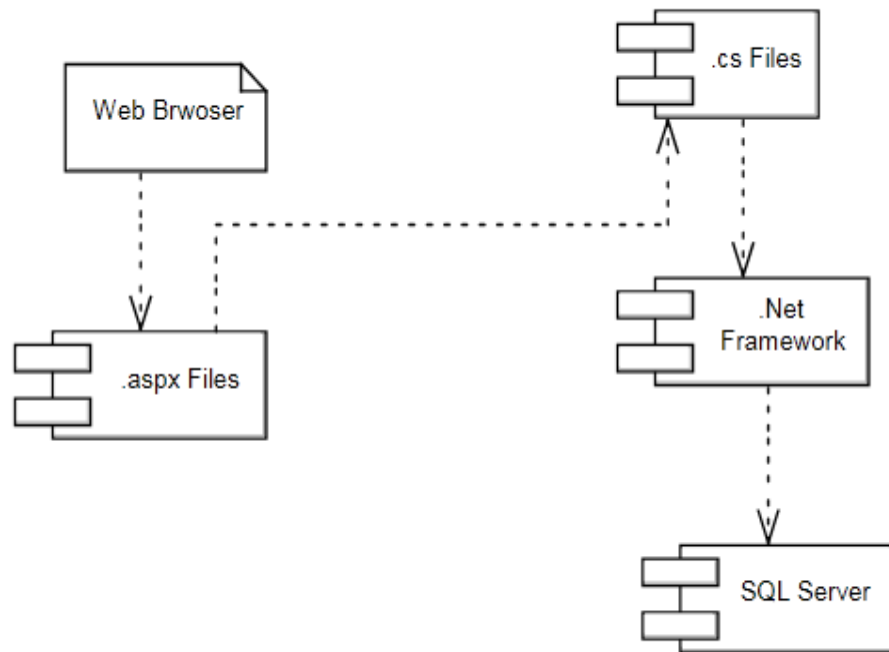 Web Brwoser
.cs Files
.aspx Files
.Net
Framework
SQL Server